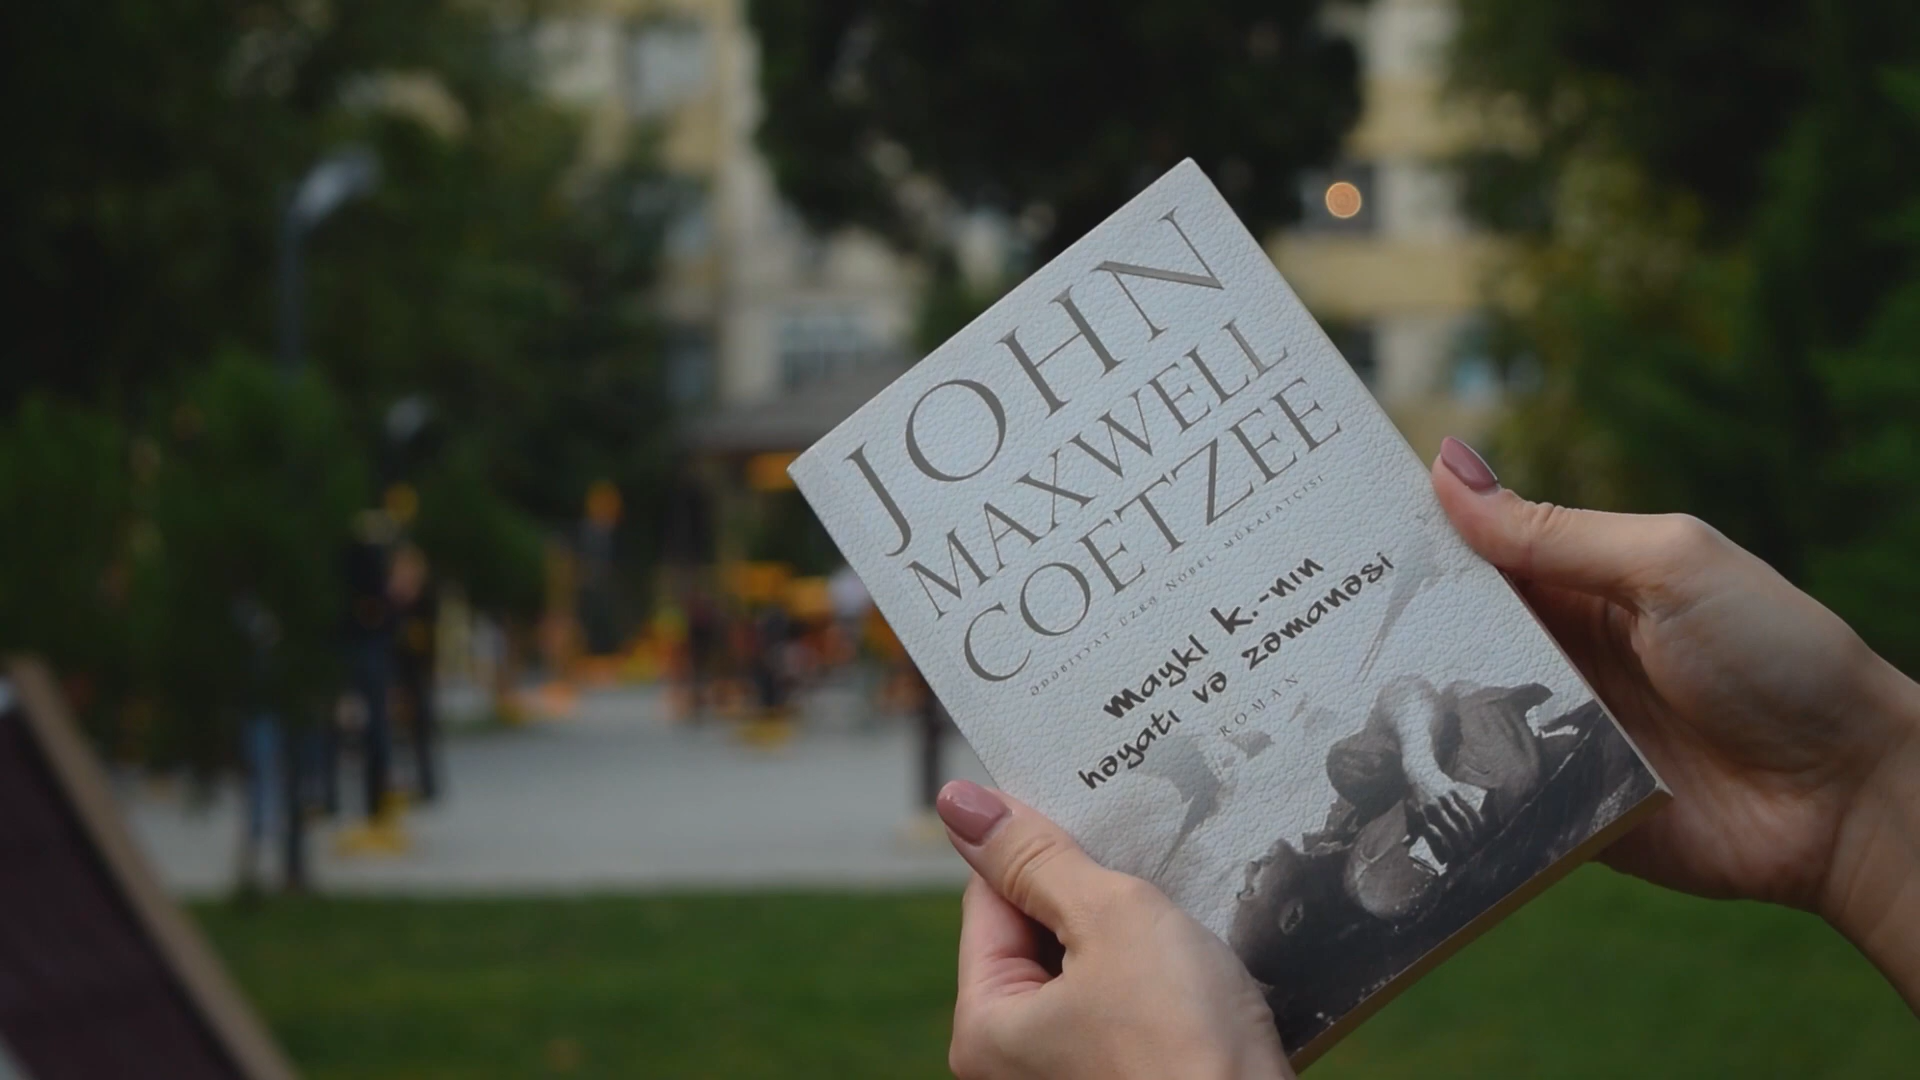 JOHN
MAXWELL
COETZEE
ƏDƏBİYYAT ÜZRƏ NOBEL MÜKAFATÇISI
maykl k.-nın
həyatı və zəmanəsi
ROMAN